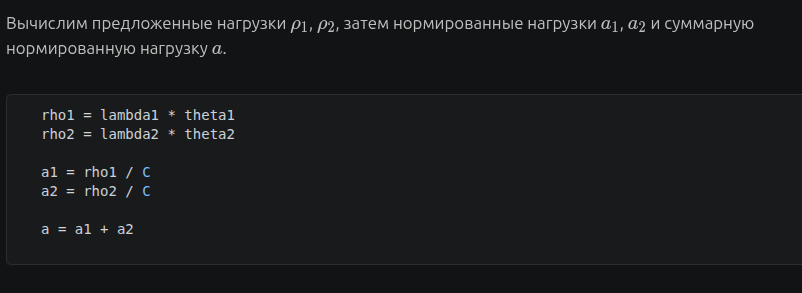 Вычислим предложенные нагрузки ρ₁, ρ₂, затем нормированные нагрузки a₁, a₂ и суммарную
нормированную нагрузку a.
rho1 = lambda1 * theta1
rho2 = lambda2 * theta2
a1 = rho1 / C
a2 = rho2 / C
a = a1 + a2